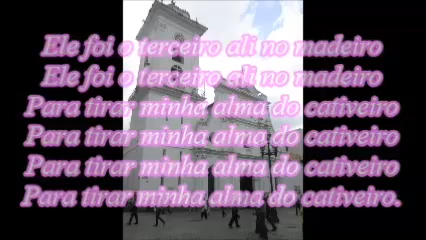 Ele foi o terceiro ali no madeiro
Ele foi o terceiro ali no madeiro
Para tirar minha alma do cativeiro
Para tirar minha alma do cativeiro
Para tirar minha alma do cativeiro
Para tirar minha alma do cativeiro.